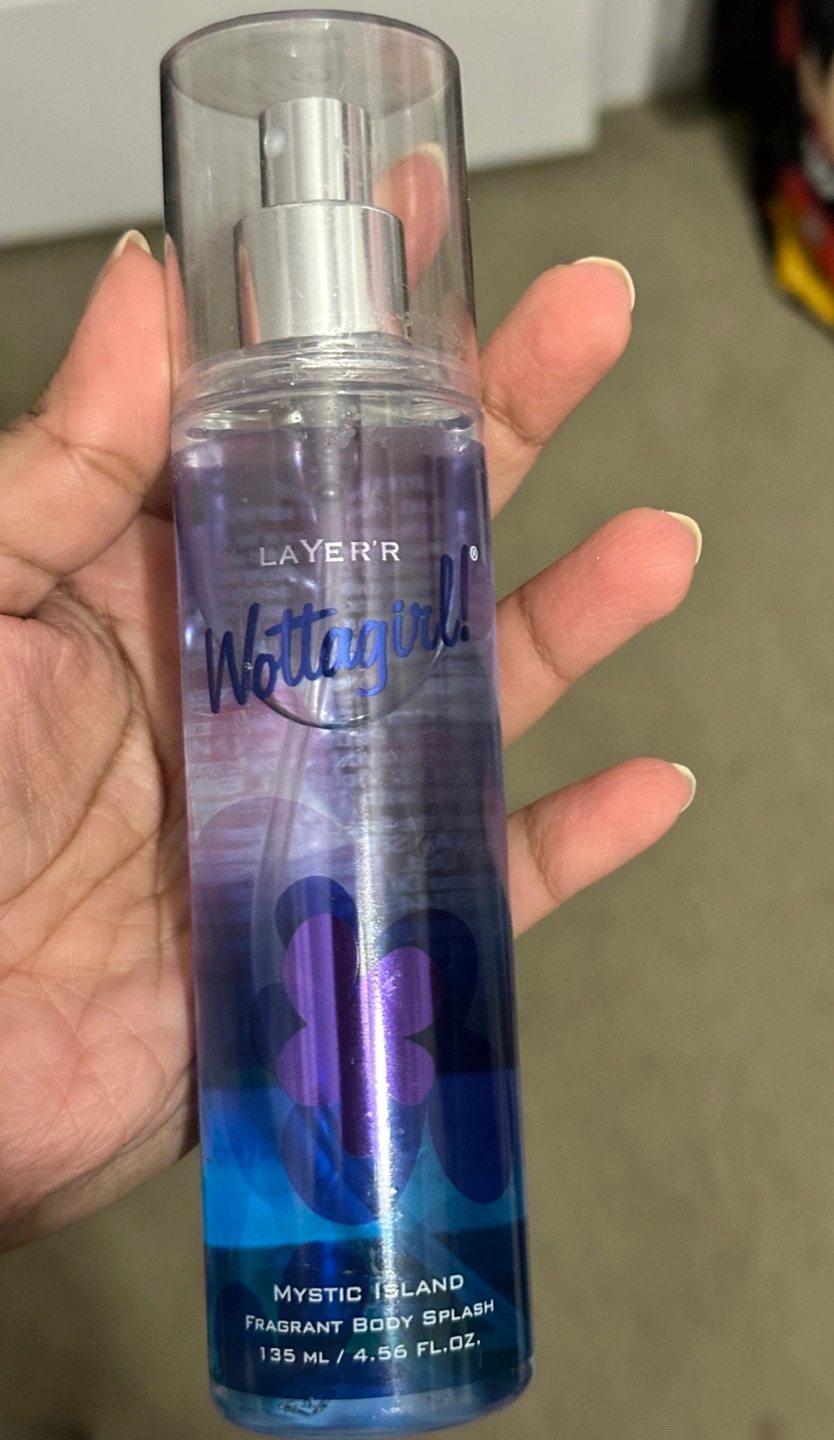 LAYER'R
Wottagirl!®
MYSTIC ISLAND
FRAGRANT BODY SPLASH
135 ML / 4.56 FL.OZ.